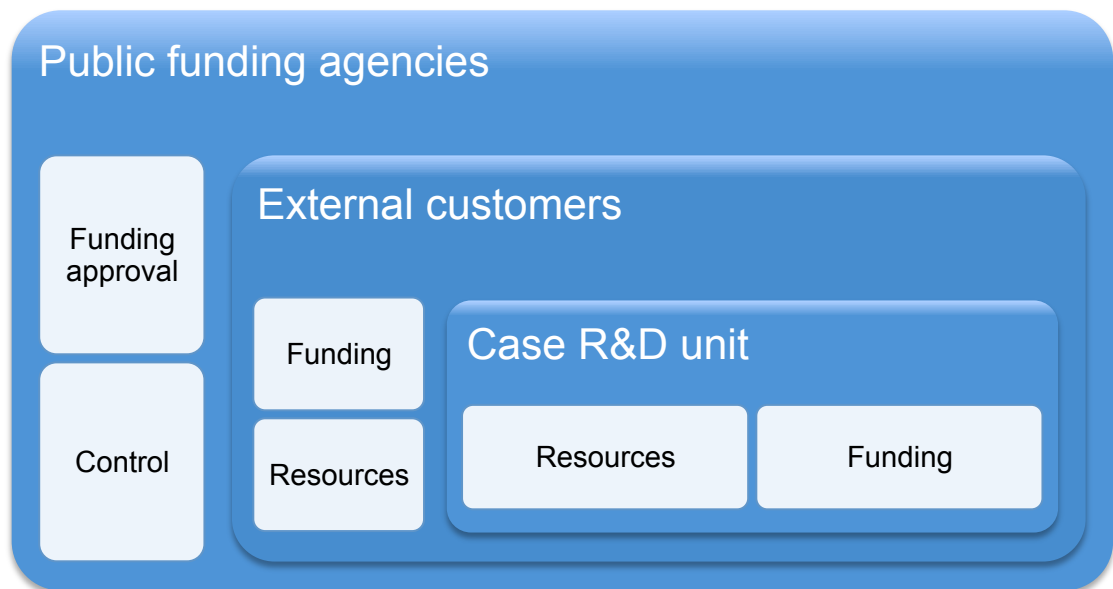 Public funding agencies
Funding
approval
Control
External customers
Funding
Resources
Case R&D unit
Resources
Funding